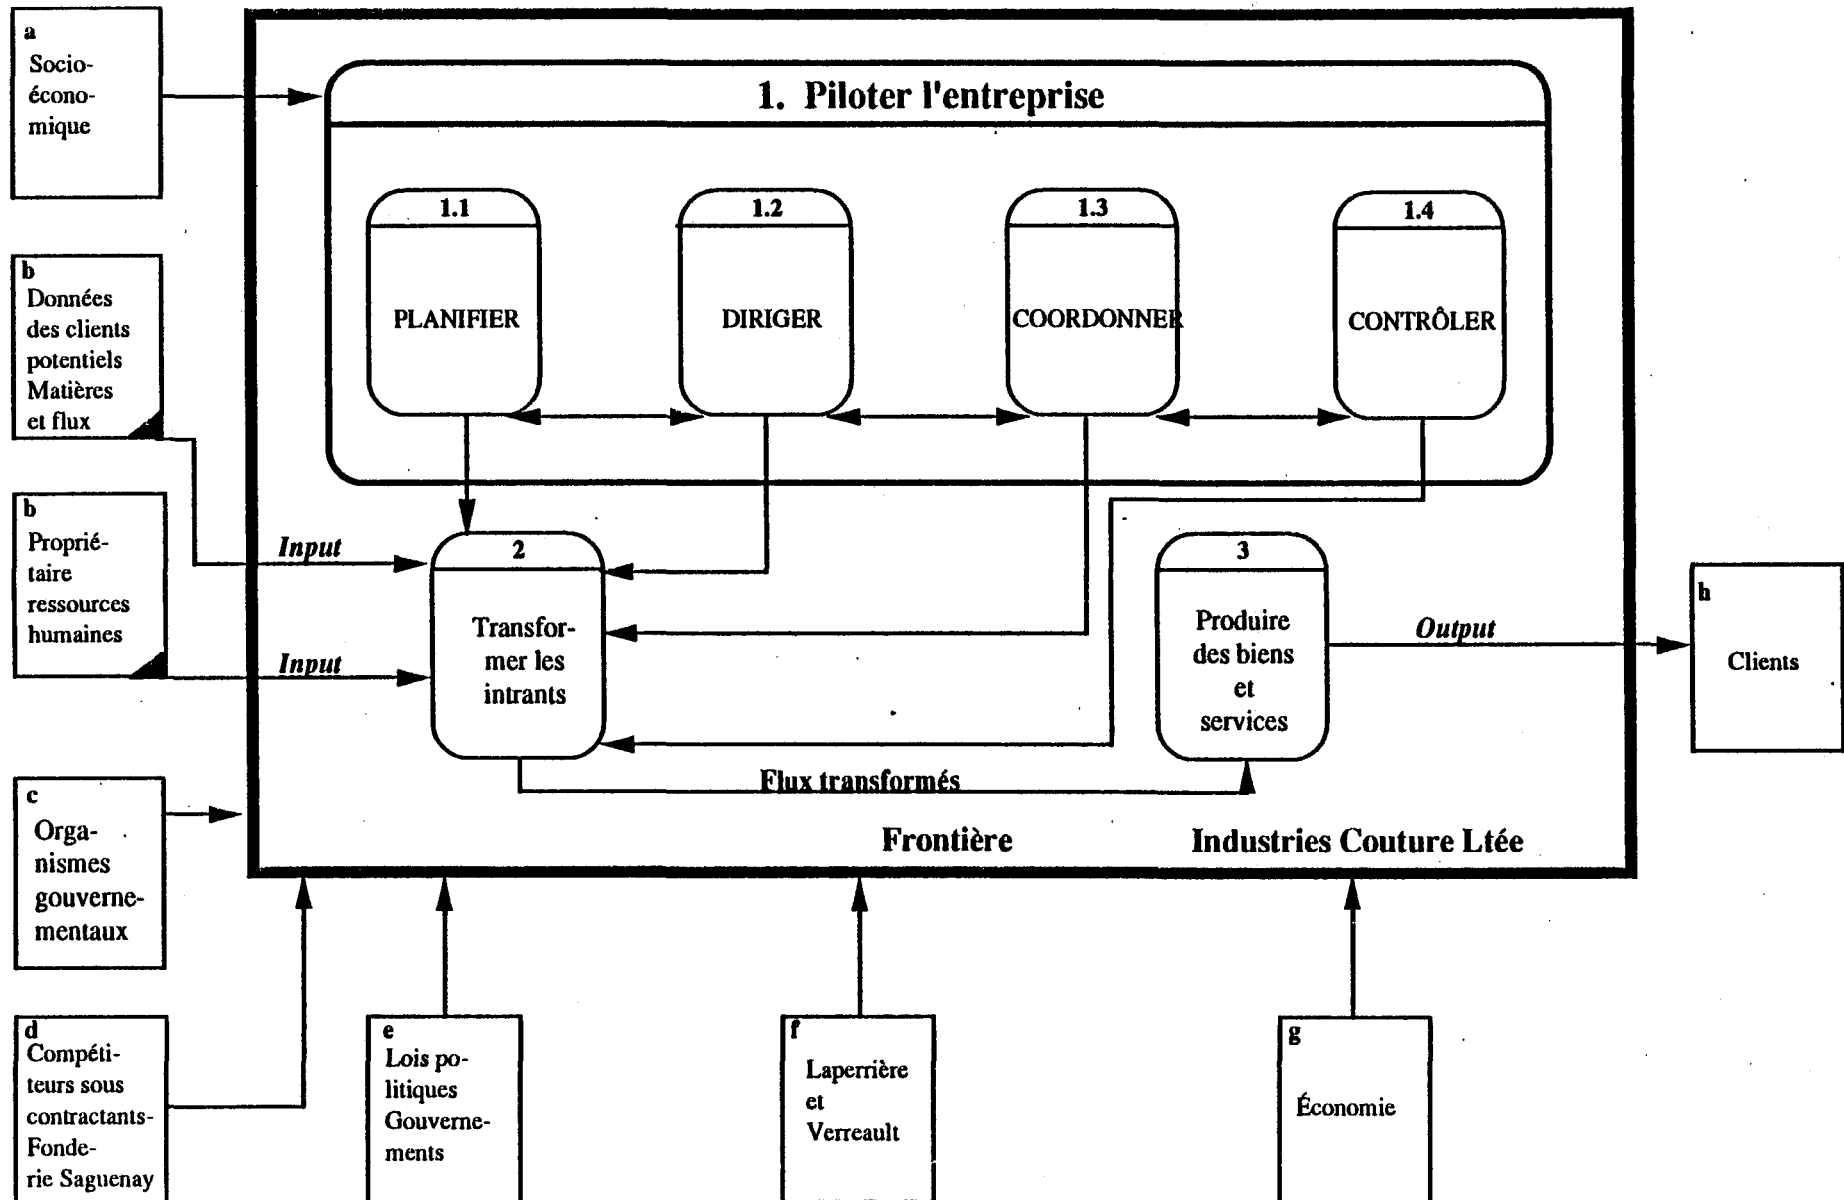 a
Socio-
écono-
mique
1. Piloter l'entreprise
1.1
PLANIFIER
1.2
DIRIGER
1.3
COORDONNER
1.4
CONTRÔLER
b
Données
des clients
potentiels
Matières
et flux
b
Proprié-
taire
ressources
humaines
Input
Input
2
Transfor-
mer les
intrants
3
Produire
des biens
et
services
Output
h
Clients
Flux transformés
Frontière
Industries Couture Ltée
c
Orga-
nismes
gouverne-
mentaux
d
Compéti-
teurs sous
contractants-
Fonde-
rie Saguenay
e
Lois po-
litiques
Gouverne-
ments
f
Laperrière
et
Verreault
g
Économie